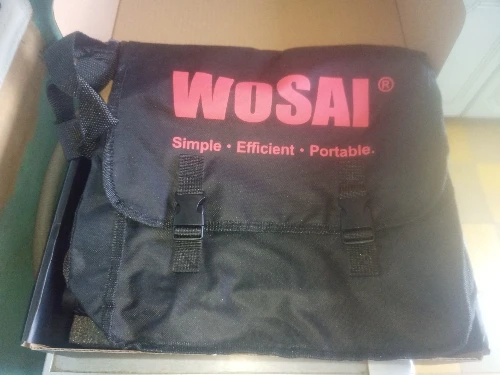 WoSAI®
Simple • Efficient • Portable.